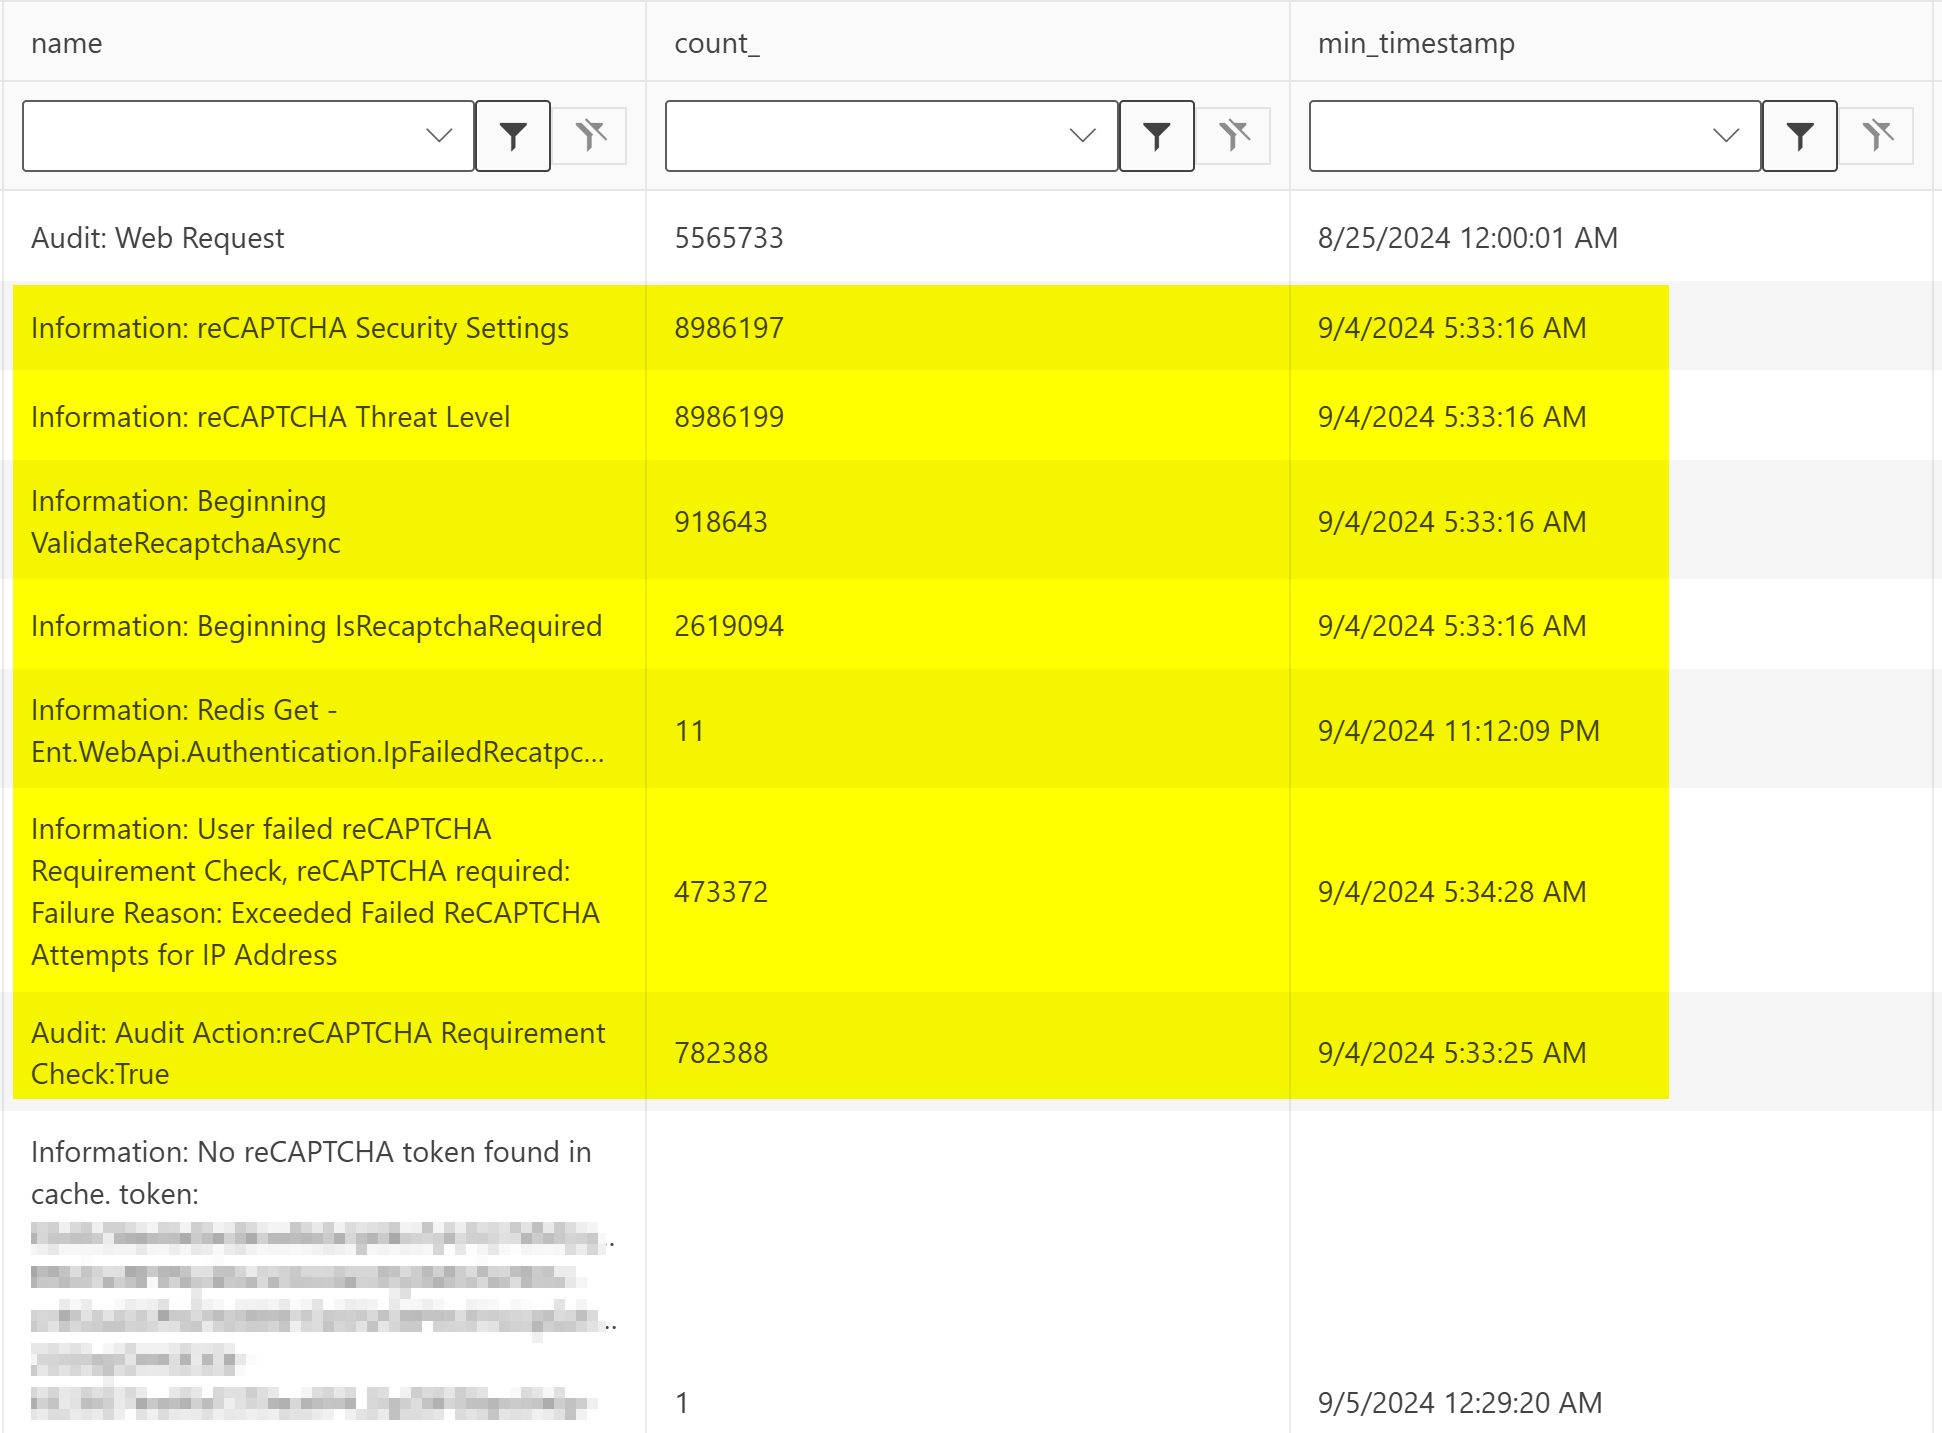 name count_ min_timestamp
Audit: Web Request 5565733 8/25/2024 12:00:01 AM
Information: reCAPTCHA Security Settings 8986197 9/4/2024 5:33:16 AM
Information: reCAPTCHA Threat Level 8986199 9/4/2024 5:33:16 AM
Information: Beginning
ValidateRecaptchaAsync
918643 9/4/2024 5:33:16 AM
Information: Beginning IsRecaptchaRequired 2619094 9/4/2024 5:33:16 AM
Information: Redis Get -
Ent.WebApi.Authentication.IpFailedRecatpc...
11 9/4/2024 11:12:09 PM
Information: User failed reCAPTCHA
Requirement Check, reCAPTCHA required:
Failure Reason: Exceeded Failed ReCAPTCHA
Attempts for IP Address
473372 9/4/2024 5:34:28 AM
Audit: Audit Action:reCAPTCHA Requirement
Check:True
782388 9/4/2024 5:33:25 AM
Information: No reCAPTCHA token found in
cache. token:
1 9/5/2024 12:29:20 AM